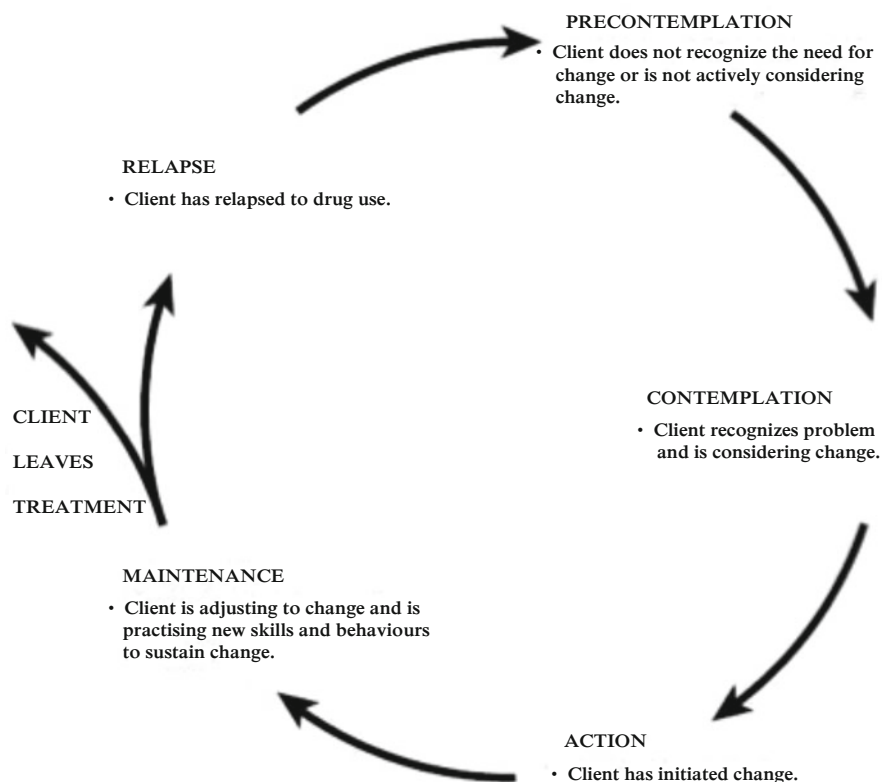 PRECONTEMPLATION
• Client does not recognize the need for
change or is not actively considering
change.
RELAPSE
• Client has relapsed to drug use.
CONTEMPLATION
• Client recognizes problem
and is considering change.
CLIENT
LEAVES
TREATMENT
MAINTENANCE
• Client is adjusting to change and is
practising new skills and behaviours
to sustain change.
ACTION
• Client has initiated change.